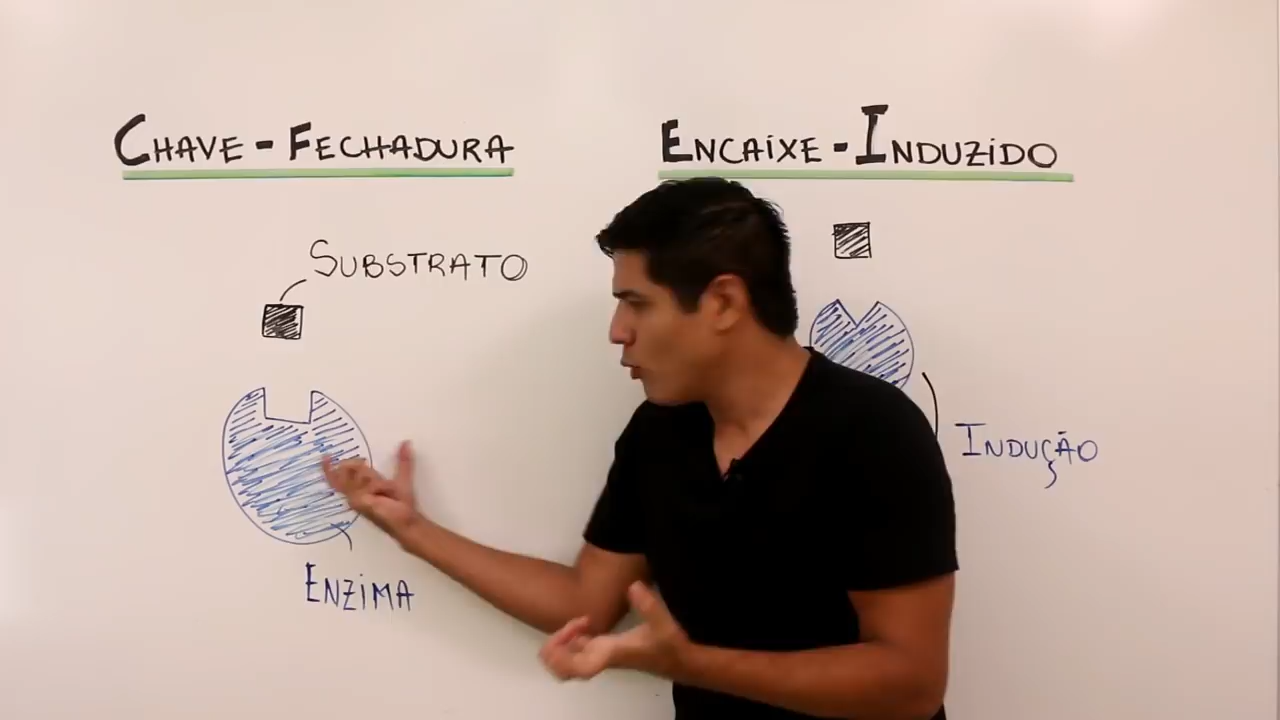 CHAVE - FECHADURA
ENCAIXE - INDUZIDO
SUBSTRATO
INDUÇÃO
ENZIMA